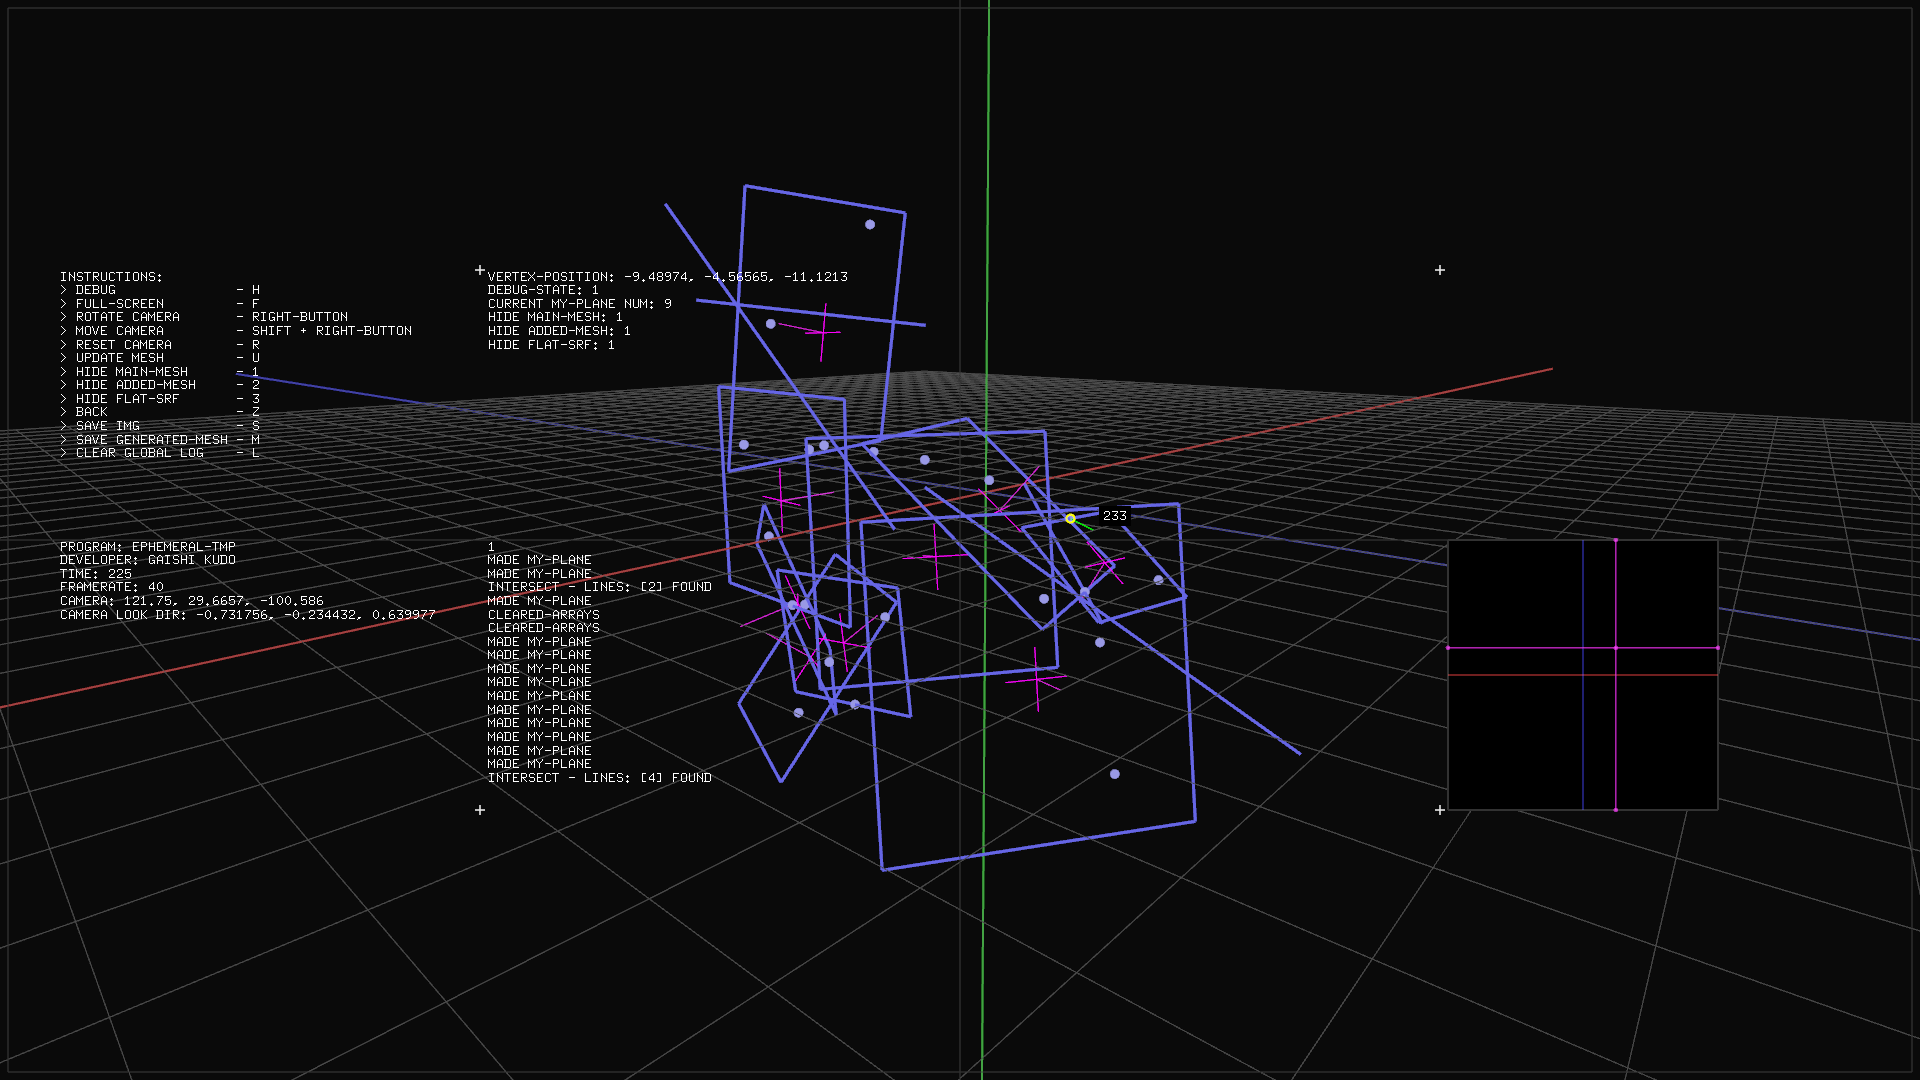 INSTRUCTIONS:
> DEBUG - H
> FULL-SCREEN - F
> ROTATE CAMERA - RIGHT-BUTTON
> MOVE CAMERA - SHIFT + RIGHT-BUTTON
> RESET CAMERA - R
> UPDATE MESH - U
> HIDE MAIN-MESH - 1
> HIDE ADDED-MESH - 2
> HIDE FLAT-SRF - 3
> BACK - Z
> SAVE IMG - S
> SAVE GENERATED-MESH - M
> CLEAR GLOBAL LOG - L
VERTEX-POSITION: -9.48974, -4.56565, -11.1213
DEBUG-STATE: 1
CURRENT MY-PLANE NUM: 9
HIDE MAIN-MESH: 1
HIDE ADDED-MESH: 1
HIDE FLAT-SRF: 1
233
PROGRAM: EPHEMERAL-TMP
DEVELOPER: GAISHI KUDO
TIME: 225
FRAMERATE: 40
CAMERA: 121.75, 29.6657, -100.586
CAMERA LOOK DIR: -0.731756, -0.234432, 0.639977
1
MADE MY-PLANE
MADE MY-PLANE
INTERSECT - LINES: [2] FOUND
MADE MY-PLANE
CLEARED-ARRAYS
CLEARED-ARRAYS
MADE MY-PLANE
MADE MY-PLANE
MADE MY-PLANE
MADE MY-PLANE
MADE MY-PLANE
MADE MY-PLANE
MADE MY-PLANE
MADE MY-PLANE
MADE MY-PLANE
MADE MY-PLANE
INTERSECT - LINES: [4] FOUND